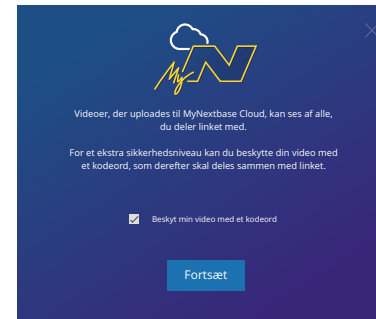 My N
Videoer, der uploades til MyNextbase Cloud, kan ses af alle,
du deler linket med.
For et ekstra sikkerhedsniveau kan du beskytte din video med
et kodeord, som derefter skal deles sammen med linket.
Beskyt min video med et kodeord
Fortsæt